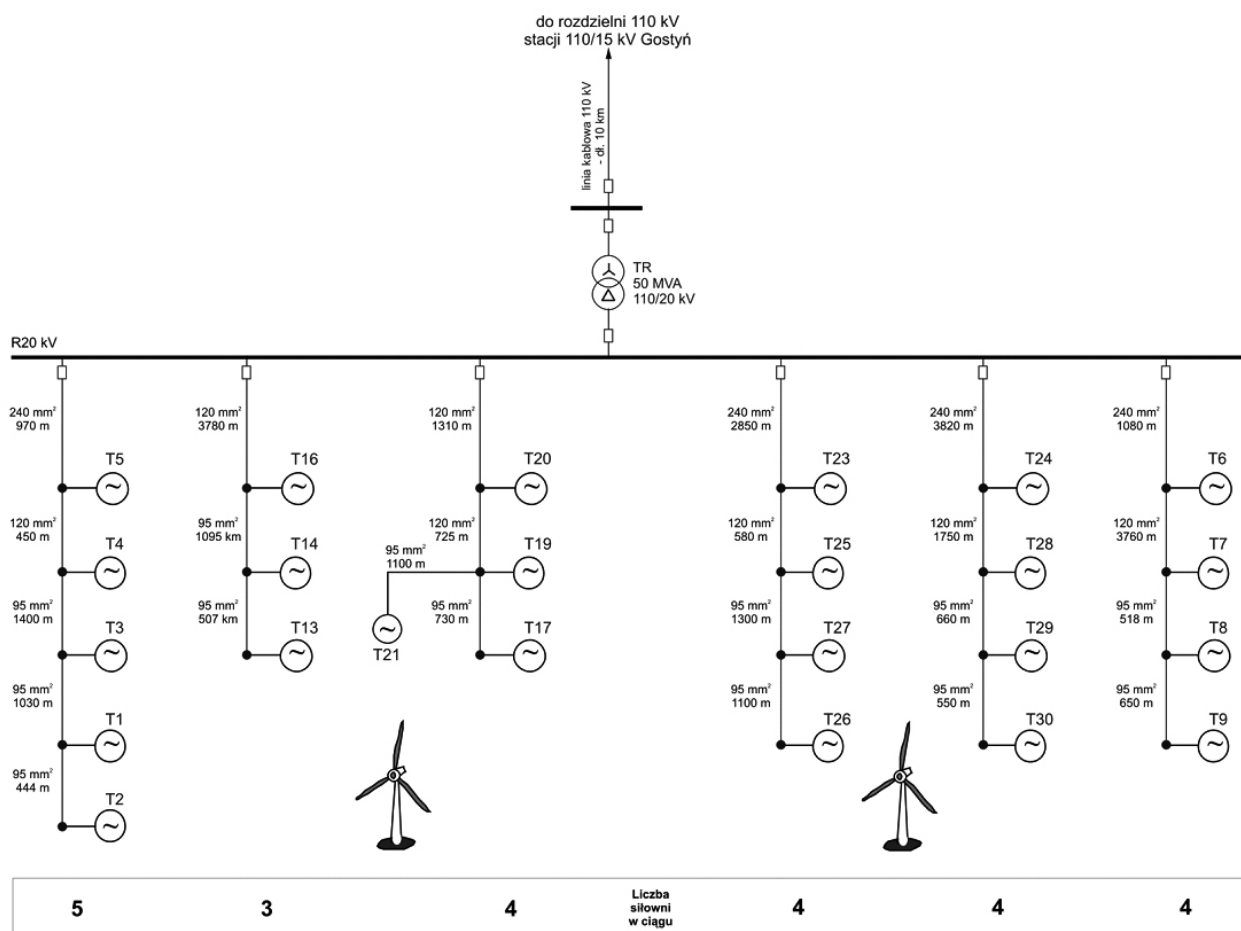 do rozdzielni 110 kV
stacji 110/15 kV Gostyń
linia kablowa 110 kV
- dł. 10 km
TR
50 MVA
110/20 kV
R20 kV
240 mm²
970 m
T5
120 mm²
450 m
T4
95 mm²
1400 m
T3
95 mm²
1030 m
T1
95 mm²
444 m
T2
120 mm²
3780 m
T16
95 mm²
1095 km
T14
95 mm²
507 km
T13
120 mm²
1310 m
T20
120 mm²
725 m
T19
95 mm²
1100 m
T21
95 mm²
730 m
T17
240 mm²
2850 m
T23
120 mm²
580 m
T25
95 mm²
1300 m
T27
95 mm²
1100 m
T26
240 mm²
3820 m
T24
120 mm²
1750 m
T28
95 mm²
660 m
T29
95 mm²
550 m
T30
240 mm²
1080 m
T6
120 mm²
3760 m
T7
95 mm²
518 m
T8
95 mm²
650 m
T9
5
3
4
Liczba
siłowni
w ciągu
4
4
4